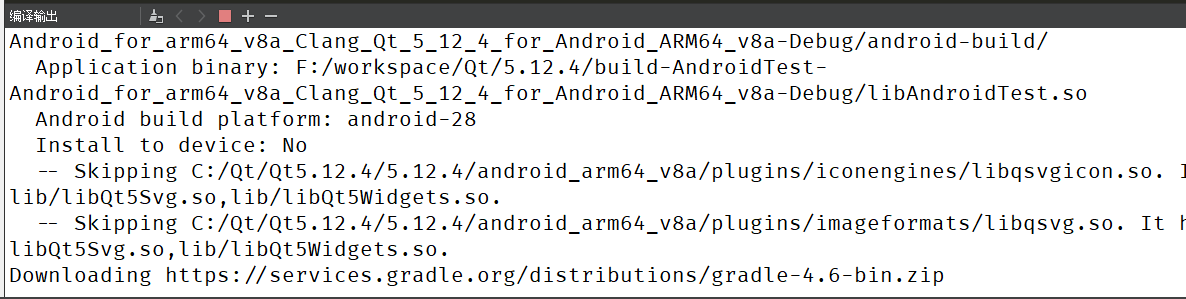 编译输出
Android_for_arm64_v8a_Clang_Qt_5_12_4_for_Android_ARM64_v8a-Debug/android-build/
Application binary: F:/workspace/Qt/5.12.4/build-AndroidTest-
Android_for_arm64_v8a_Clang_Qt_5_12_4_for_Android_ARM64_v8a-Debug/libAndroidTest.so
Android build platform: android-28
Install to device: No
-- Skipping C:/Qt/Qt5.12.4/5.12.4/android_arm64_v8a/plugins/iconengines/libqsvgicon.so.
lib/libQt5Svg.so,lib/libQt5Widgets.so.
-- Skipping C:/Qt/Qt5.12.4/5.12.4/android_arm64_v8a/plugins/imageformats/libqsvg.so. It
libQt5Svg.so,lib/libQt5Widgets.so.
Downloading https://services.gradle.org/distributions/gradle-4.6-bin.zip